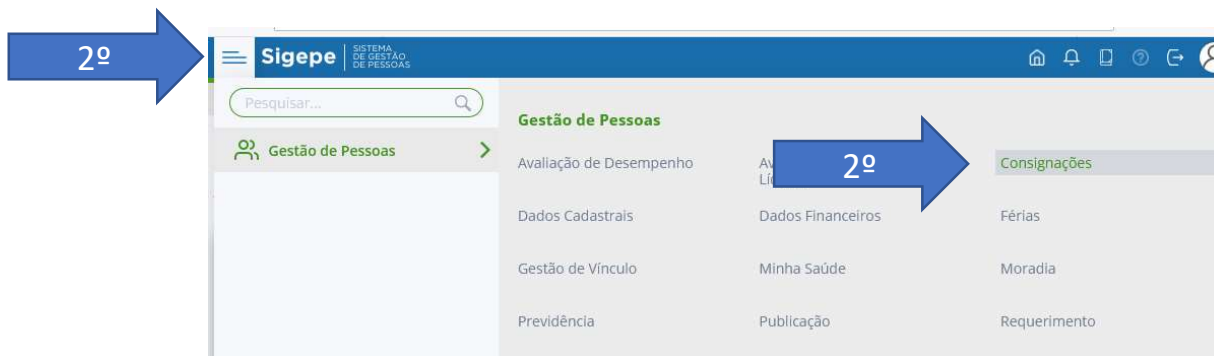 2º
Sigepe
SISTEMA
DE GESTÃO
DE PESSOAS
Pesquisar...
Gestão de Pessoas
Gestão de Pessoas
Avaliação de Desempenho
2º
Consignações
Dados Cadastrais
Dados Financeiros
Férias
Gestão de Vínculo
Minha Saúde
Moradia
Previdência
Publicação
Requerimento